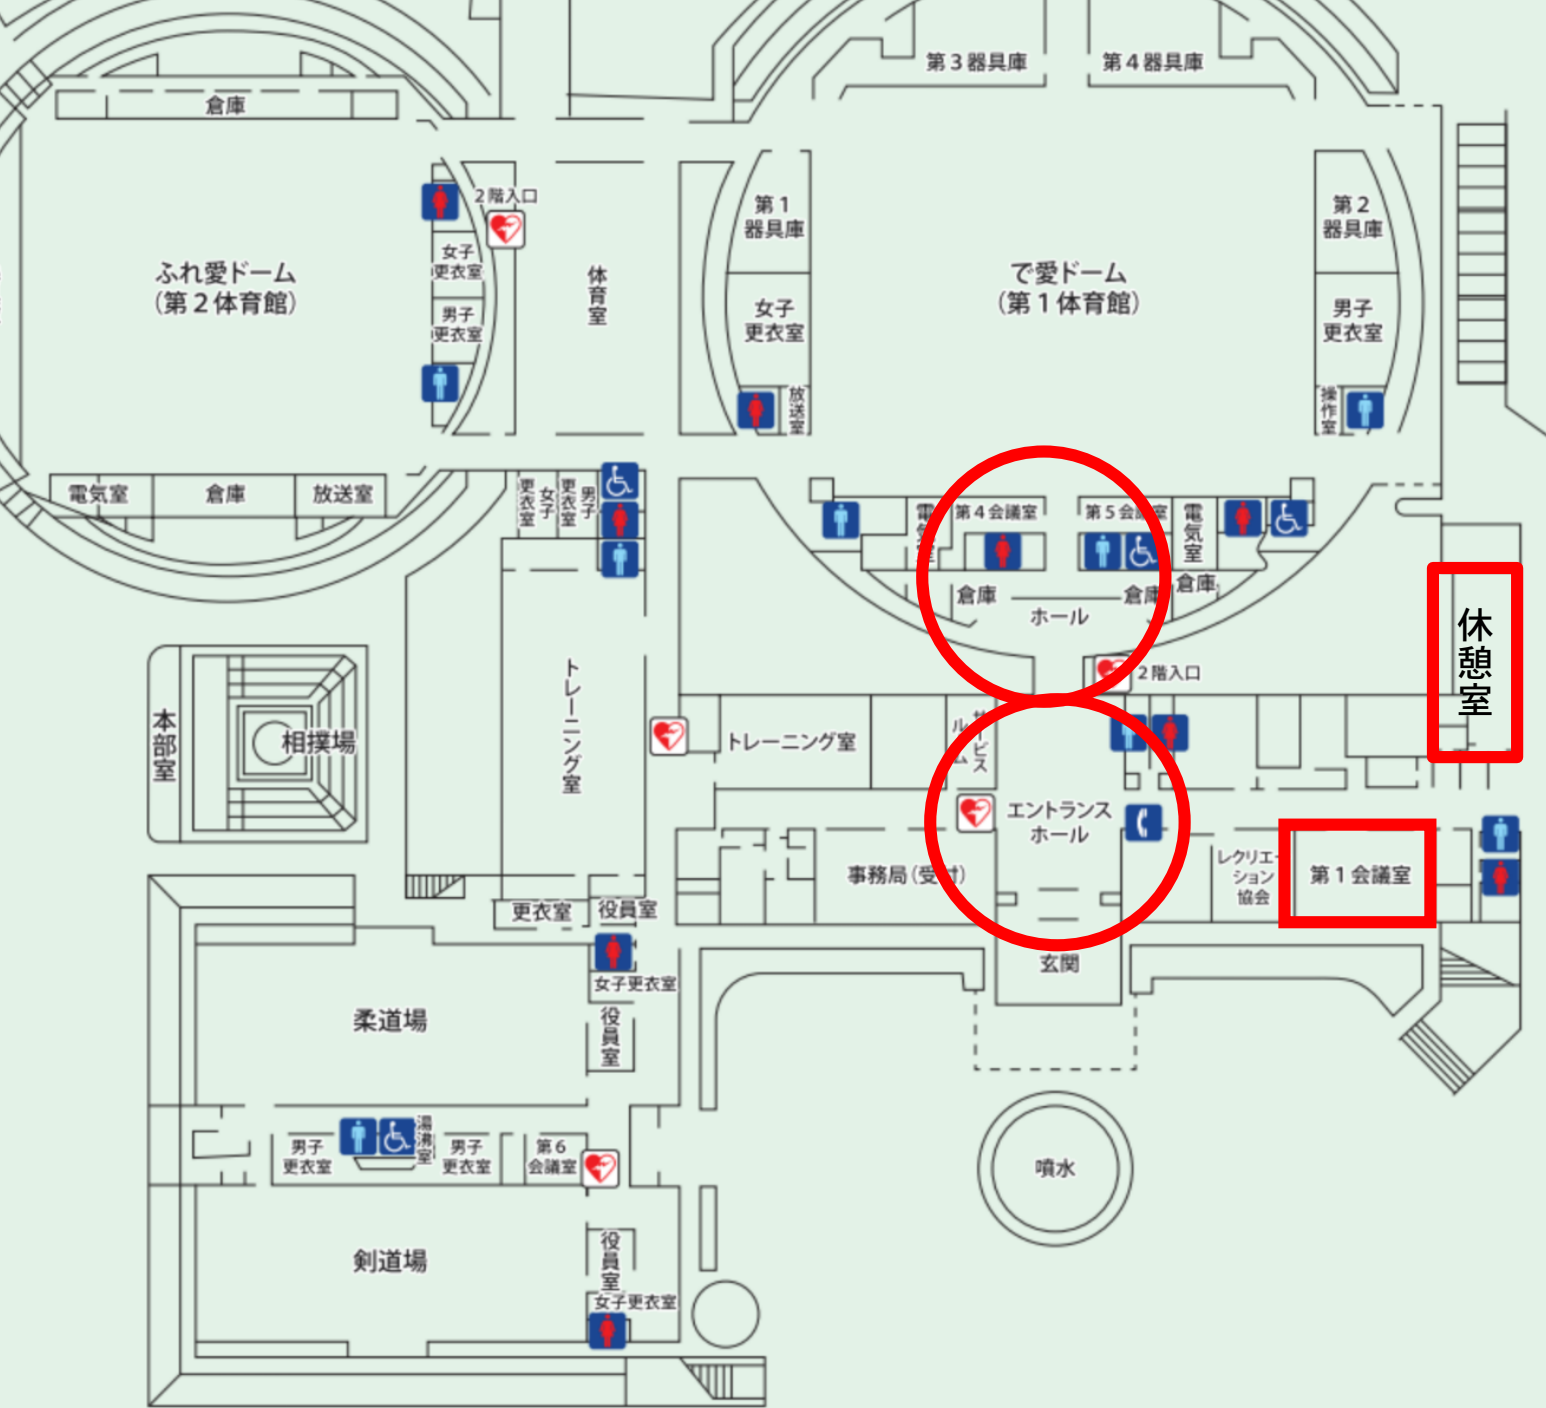 第3器具庫
第4器具庫
倉庫
2階入口
第1
器具庫
第2
器具庫
女子
更衣室
ふれ愛ドーム
(第2体育館)
体育室
で愛ドーム
(第1体育館)
男子
更衣室
女子
更衣室
男子
更衣室
放送室
操作室
電気室
倉庫
放送室
女子
更衣室
男子
更衣室
電気室
第4会議室
第5会議室
電気室
倉庫
倉庫
倉庫
ホール
2階入口
休憩室
本部室
相撲場
トレーニング室
トレーニング室
サービス
ルーム
エントランス
ホール
事務局(受付)
レクリエー
ション
協会
第1会議室
更衣室
役員室
玄関
女子更衣室
柔道場
役員室
男子
更衣室
湯沸室
男子
更衣室
第6
会議室
噴水
剣道場
役員室
女子更衣室